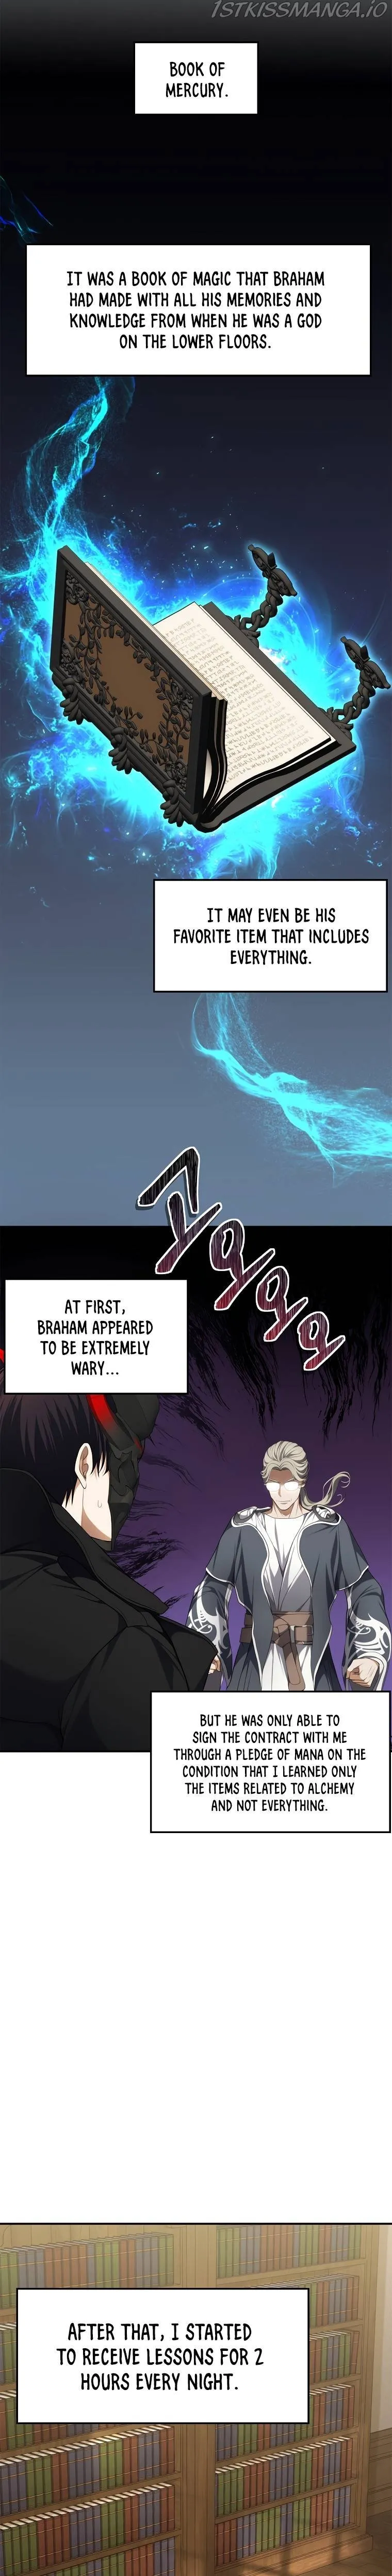 1STKISSMANGA.IO
BOOK OF
MERCURY.
IT WAS A BOOK OF MAGIC THAT BRAHAM
HAD MADE WITH ALL HIS MEMORIES AND
KNOWLEDGE FROM WHEN HE WAS A GOD
ON THE LOWER FLOORS.
IT MAY EVEN BE HIS
FAVORITE ITEM THAT INCLUDES
EVERYTHING.
AT FIRST,
BRAHAM APPEARED
TO BE EXTREMELY
WARY...
BUT HE WAS ONLY ABLE TO
SIGN THE CONTRACT WITH ME
THROUGH A PLEDGE OF MANA ON THE
CONDITION THAT I LEARNED ONLY
THE ITEMS RELATED TO ALCHEMY
AND NOT EVERYTHING.
AFTER THAT, I STARTED
TO RECEIVE LESSONS FOR 2
HOURS EVERY NIGHT.